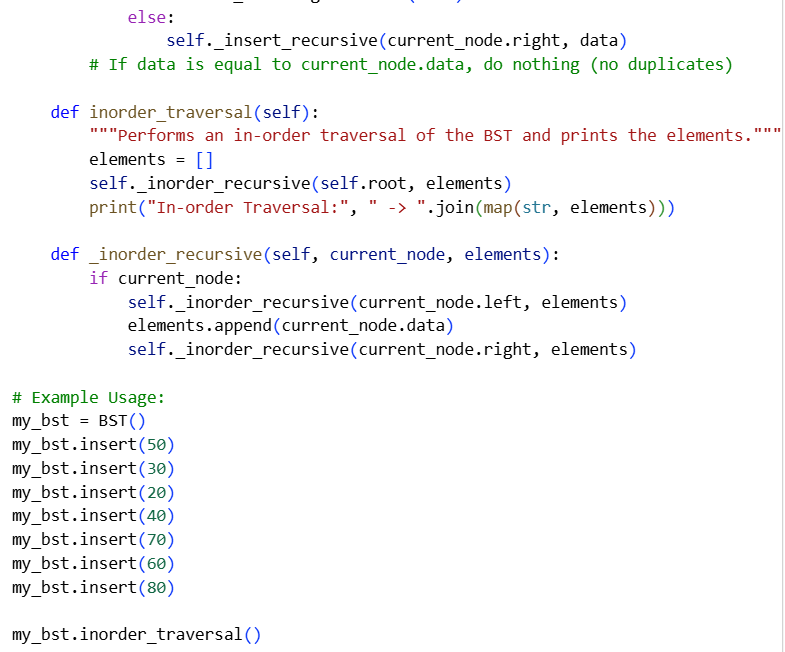 else:
self._insert_recursive(current_node.right, data)
# If data is equal to current_node.data, do nothing (no duplicates)
def inorder_traversal(self):
"""Performs an in-order traversal of the BST and prints the elements."""
elements = []
self._inorder_recursive(self.root, elements)
print("In-order Traversal:", " -> ".join(map(str, elements)))
def _inorder_recursive(self, current_node, elements):
if current_node:
self._inorder_recursive(current_node.left, elements)
elements.append(current_node.data)
self._inorder_recursive(current_node.right, elements)
# Example Usage:
my_bst = BST()
my_bst.insert(50)
my_bst.insert(30)
my_bst.insert(20)
my_bst.insert(40)
my_bst.insert(70)
my_bst.insert(60)
my_bst.insert(80)
my_bst.inorder_traversal()